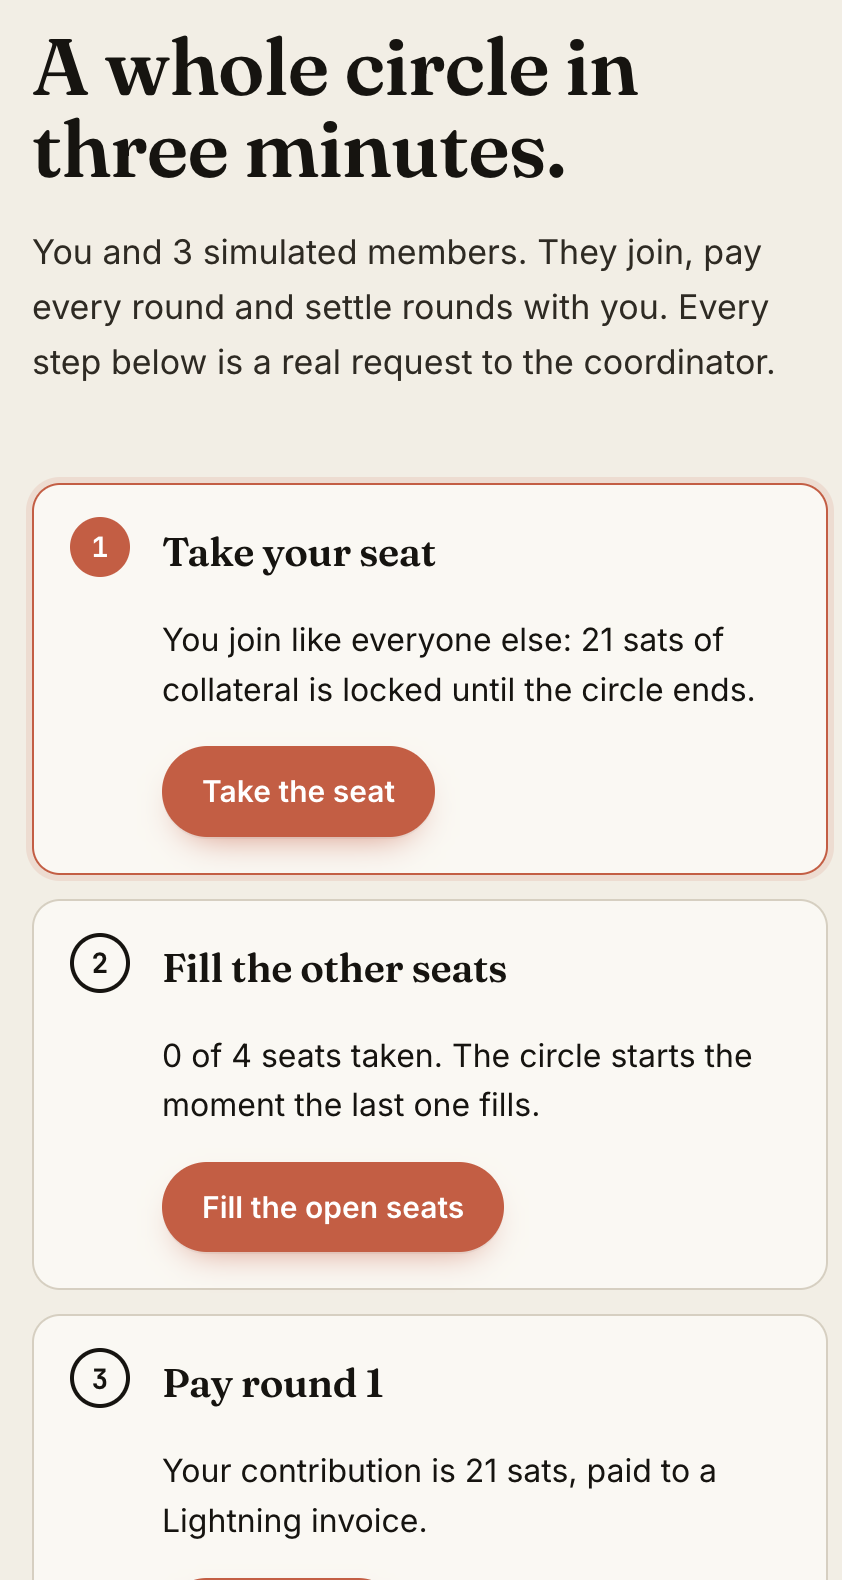 A whole circle in
three minutes.
You and 3 simulated members. They join, pay
every round and settle rounds with you. Every
step below is a real request to the coordinator.
1
Take your seat
You join like everyone else: 21 sats of
collateral is locked until the circle ends.
Take the seat
2
Fill the other seats
0 of 4 seats taken. The circle starts the
moment the last one fills.
Fill the open seats
3
Pay round 1
Your contribution is 21 sats, paid to a
Lightning invoice.